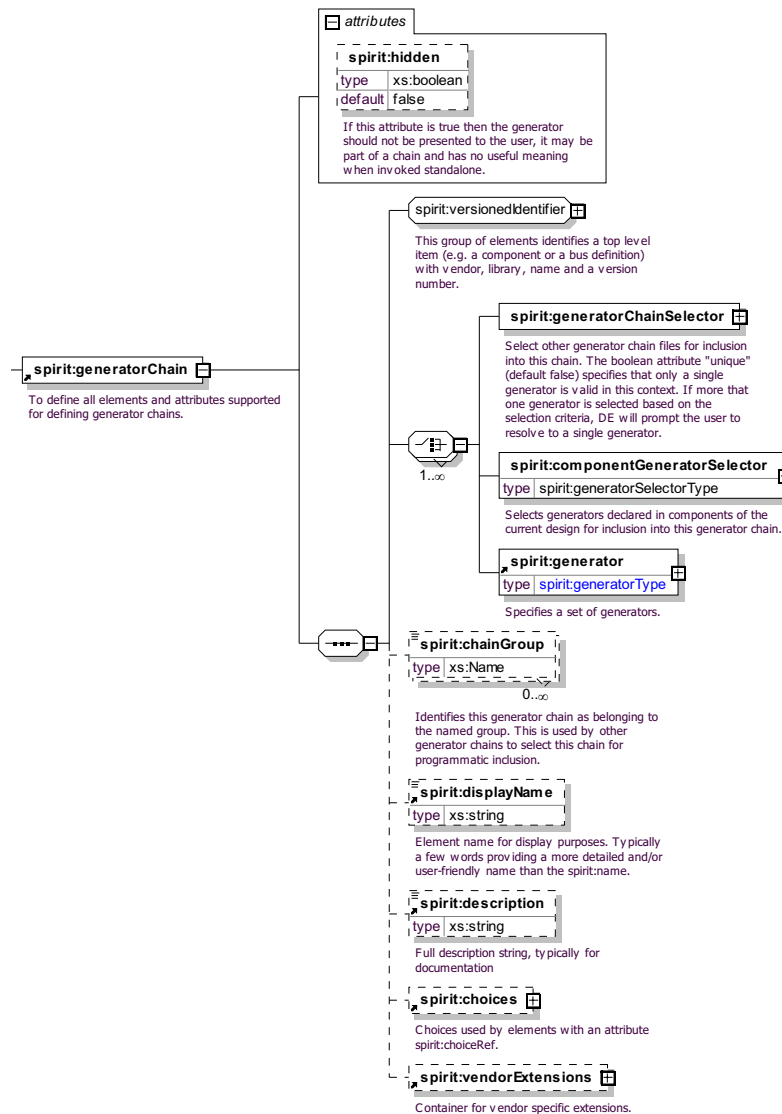 attributes
spirit:hidden
type xs:boolean
default false
If this attribute is true then the generator
should not be presented to the user, it may be
part of a chain and has no useful meaning
when invoked standalone.
spirit:versionedIdentifier
This group of elements identifies a top level
item (e.g. a component or a bus definition)
with vendor, library, name and a version
number.
spirit:generatorChain
To define all elements and attributes supported
for defining generator chains.
spirit:generatorChainSelector
Select other generator chain files for inclusion
into this chain. The boolean attribute "unique"
(default false) specifies that only a single
generator is valid in this context. If more that
one generator is selected based on the
selection criteria, DE will prompt the user to
resolve to a single generator.
1..∞
spirit:componentGeneratorSelector
type spirit:generatorSelectorType
Selects generators declared in components of the
current design for inclusion into this generator chain.
spirit:generator
type spirit:generatorType
Specifies a set of generators.
spirit:chainGroup
type xs:Name
0..∞
Identifies this generator chain as belonging to
the named group. This is used by other
generator chains to select this chain for
programmatic inclusion.
spirit:displayName
type xs:string
Element name for display purposes. Typically
a few words providing a more detailed and/or
user-friendly name than the spirit:name.
spirit:description
type xs:string
Full description string, typically for
documentation
spirit:choices
Choices used by elements with an attribute
spirit:choiceRef.
spirit:vendorExtensions
Container for vendor specific extensions.